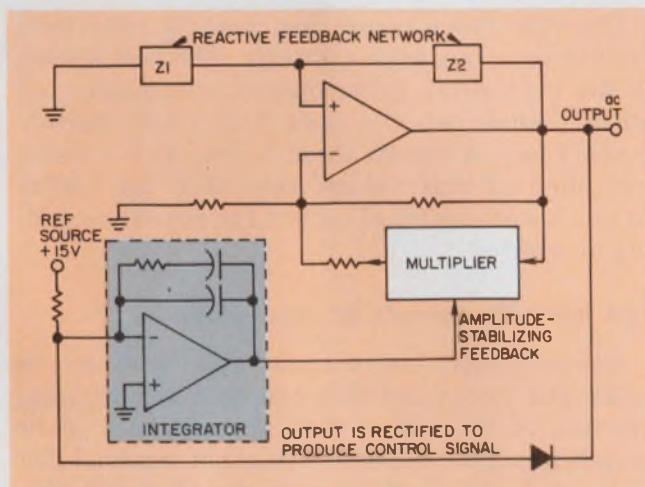 REACTIVE FEEDBACK NETWORK
Z1
Z2
ac
OUTPUT
+
−
REF
SOURCE
+15V
MULTIPLIER
AMPLITUDE-
STABILIZING
FEEDBACK
−
+
INTEGRATOR
OUTPUT IS RECTIFIED TO
PRODUCE CONTROL SIGNAL